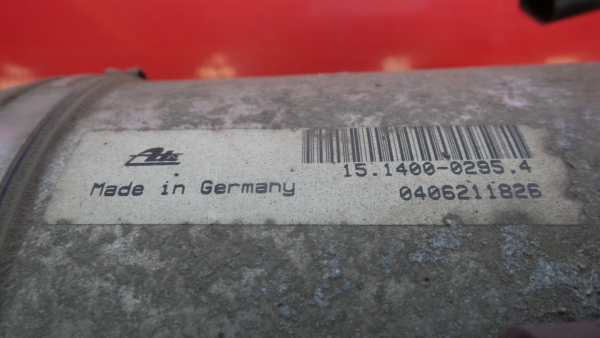 Ate
15.1400-0295.4
Made in Germany
0406211826